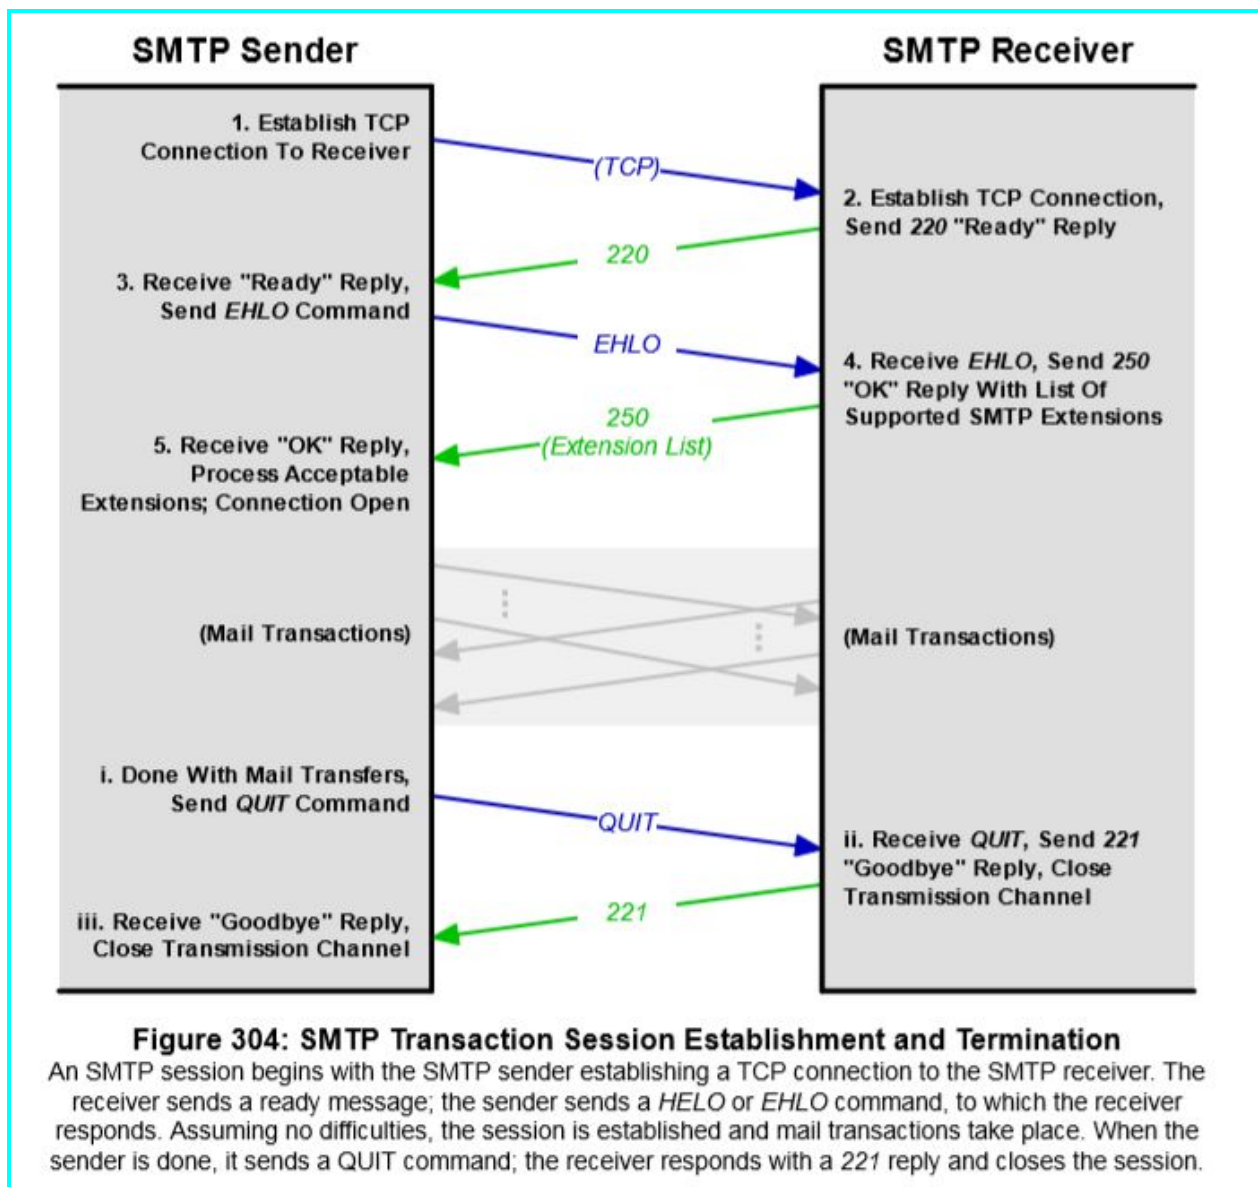 SMTP Sender
SMTP Receiver
1. Establish TCP
Connection To Receiver
(TCP)
2. Establish TCP Connection,
Send 220 "Ready" Reply
220
3. Receive "Ready" Reply,
Send EHLO Command
EHLO
4. Receive EHLO, Send 250
"OK" Reply With List Of
Supported SMTP Extensions
250
(Extension List)
5. Receive "OK" Reply,
Process Acceptable
Extensions; Connection Open
(Mail Transactions)
(Mail Transactions)
i. Done With Mail Transfers,
Send QUIT Command
QUIT
ii. Receive QUIT, Send 221
"Goodbye" Reply, Close
Transmission Channel
221
iii. Receive "Goodbye" Reply,
Close Transmission Channel
Figure 304: SMTP Transaction Session Establishment and Termination
An SMTP session begins with the SMTP sender establishing a TCP connection to the SMTP receiver. The
receiver sends a ready message; the sender sends a HELO or EHLO command, to which the receiver
responds. Assuming no difficulties, the session is established and mail transactions take place. When the
sender is done, it sends a QUIT command; the receiver responds with a 221 reply and closes the session.